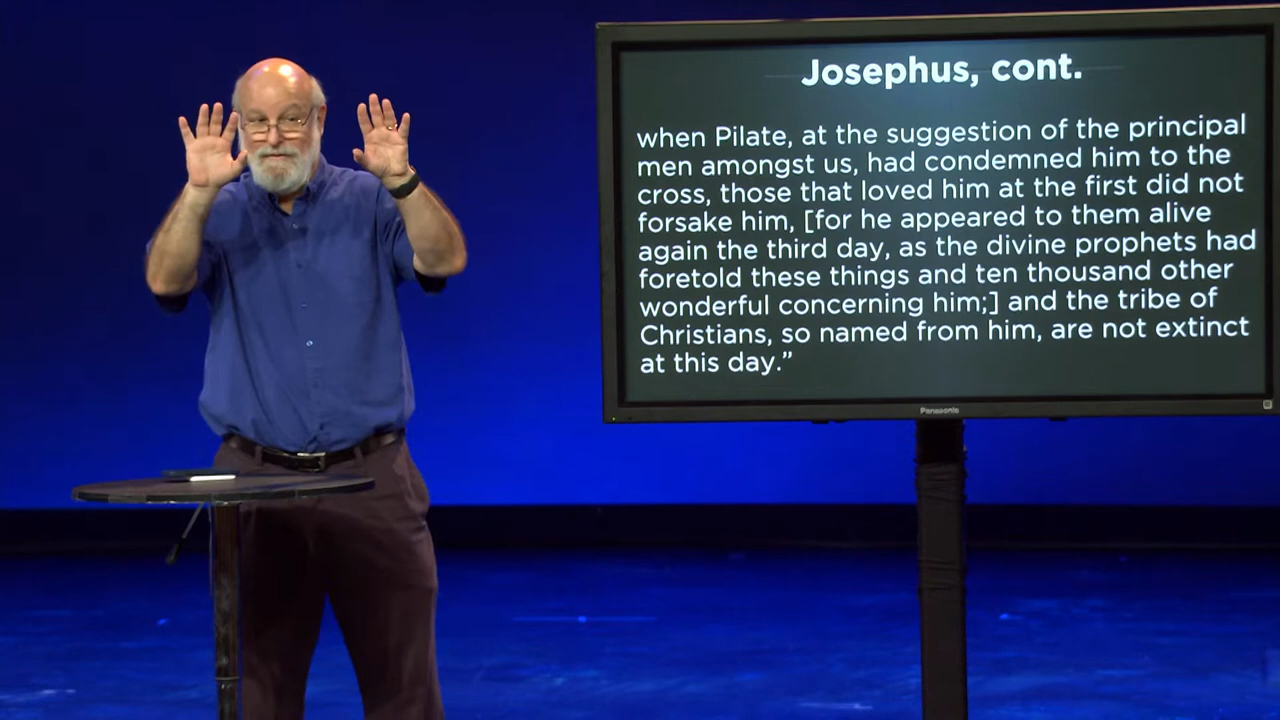 Josephus, cont.
when Pilate, at the suggestion of the principal
men amongst us, had condemned him to the
cross, those that loved him at the first did not
forsake him, [for he appeared to them alive
again the third day, as the divine prophets had
foretold these things and ten thousand other
wonderful concerning him;] and the tribe of
Christians, so named from him, are not extinct
at this day.”
Panasonic